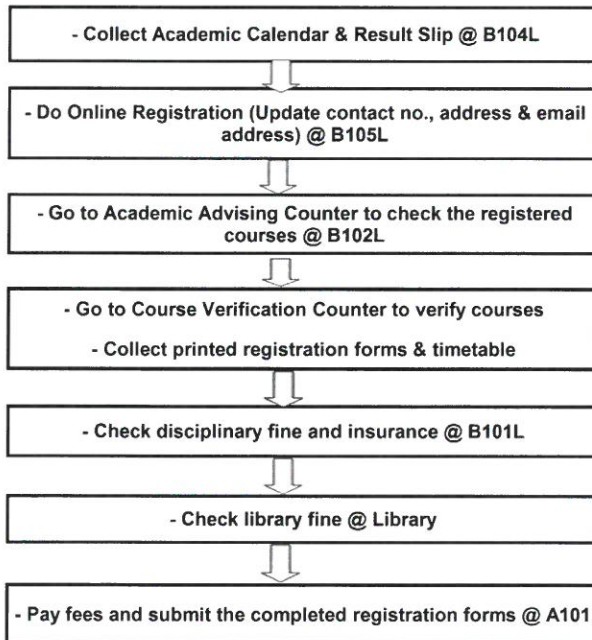 - Collect Academic Calendar & Result Slip @ B104L
- Do Online Registration (Update contact no., address & email
address) @ B105L
- Go to Academic Advising Counter to check the registered
courses @ B102L
- Go to Course Verification Counter to verify courses
- Collect printed registration forms & timetable
- Check disciplinary fine and insurance @ B101L
- Check library fine @ Library
- Pay fees and submit the completed registration forms @ A101